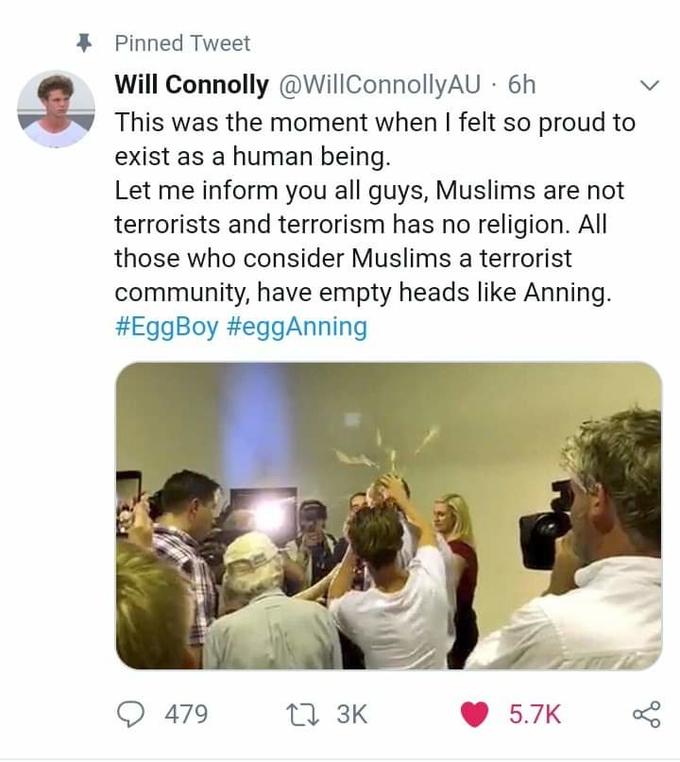 Pinned Tweet
Will Connolly @WillConnollyAU · 6h
This was the moment when I felt so proud to
exist as a human being.
Let me inform you all guys, Muslims are not
terrorists and terrorism has no religion. All
those who consider Muslims a terrorist
community, have empty heads like Anning.
#EggBoy #eggAnning
479
3K
5.7K